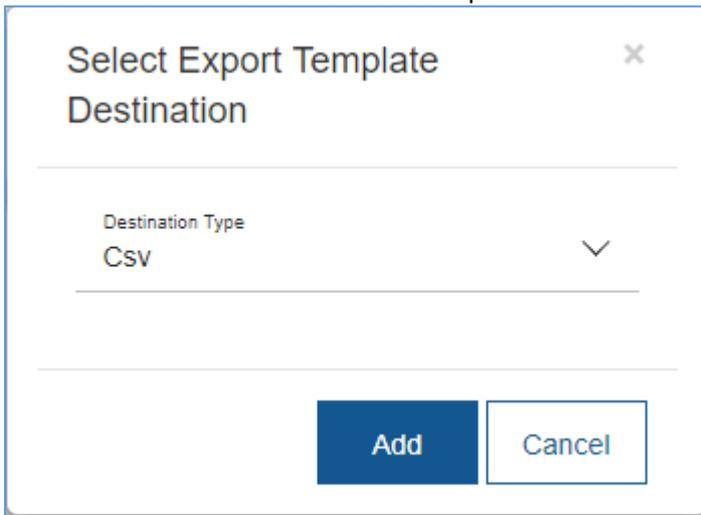 Select Export Template
Destination
×
Destination Type
Csv
Add
Cancel